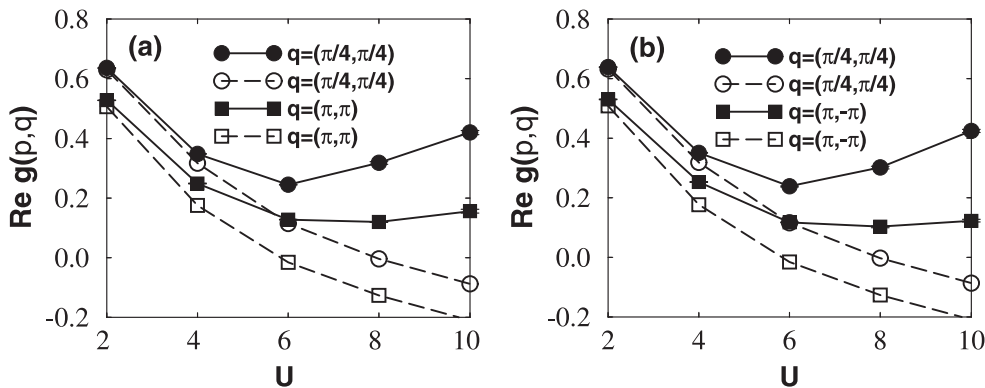 (a)
q=(π/4,π/4)
q=(π/4,π/4)
q=(π,π)
q=(π,π)
Re g(p,q)
0.8
0.6
0.4
0.2
0.0
-0.2
2 4 6 8 10
U
(b)
q=(π/4,π/4)
q=(π/4,π/4)
q=(π,-π)
q=(π,-π)
Re g(p,q)
0.8
0.6
0.4
0.2
0.0
-0.2
2 4 6 8 10
U